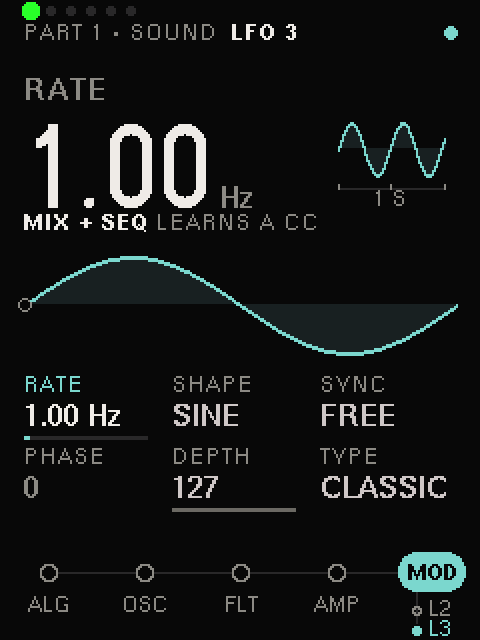 PART 1 · SOUND LFO 3
RATE
1.00 Hz
1 S
MIX + SEQ LEARNS A CC
RATE SHAPE SYNC
1.00 Hz SINE FREE
PHASE DEPTH TYPE
0 127 CLASSIC
ALG OSC FLT AMP MOD
L2
L3